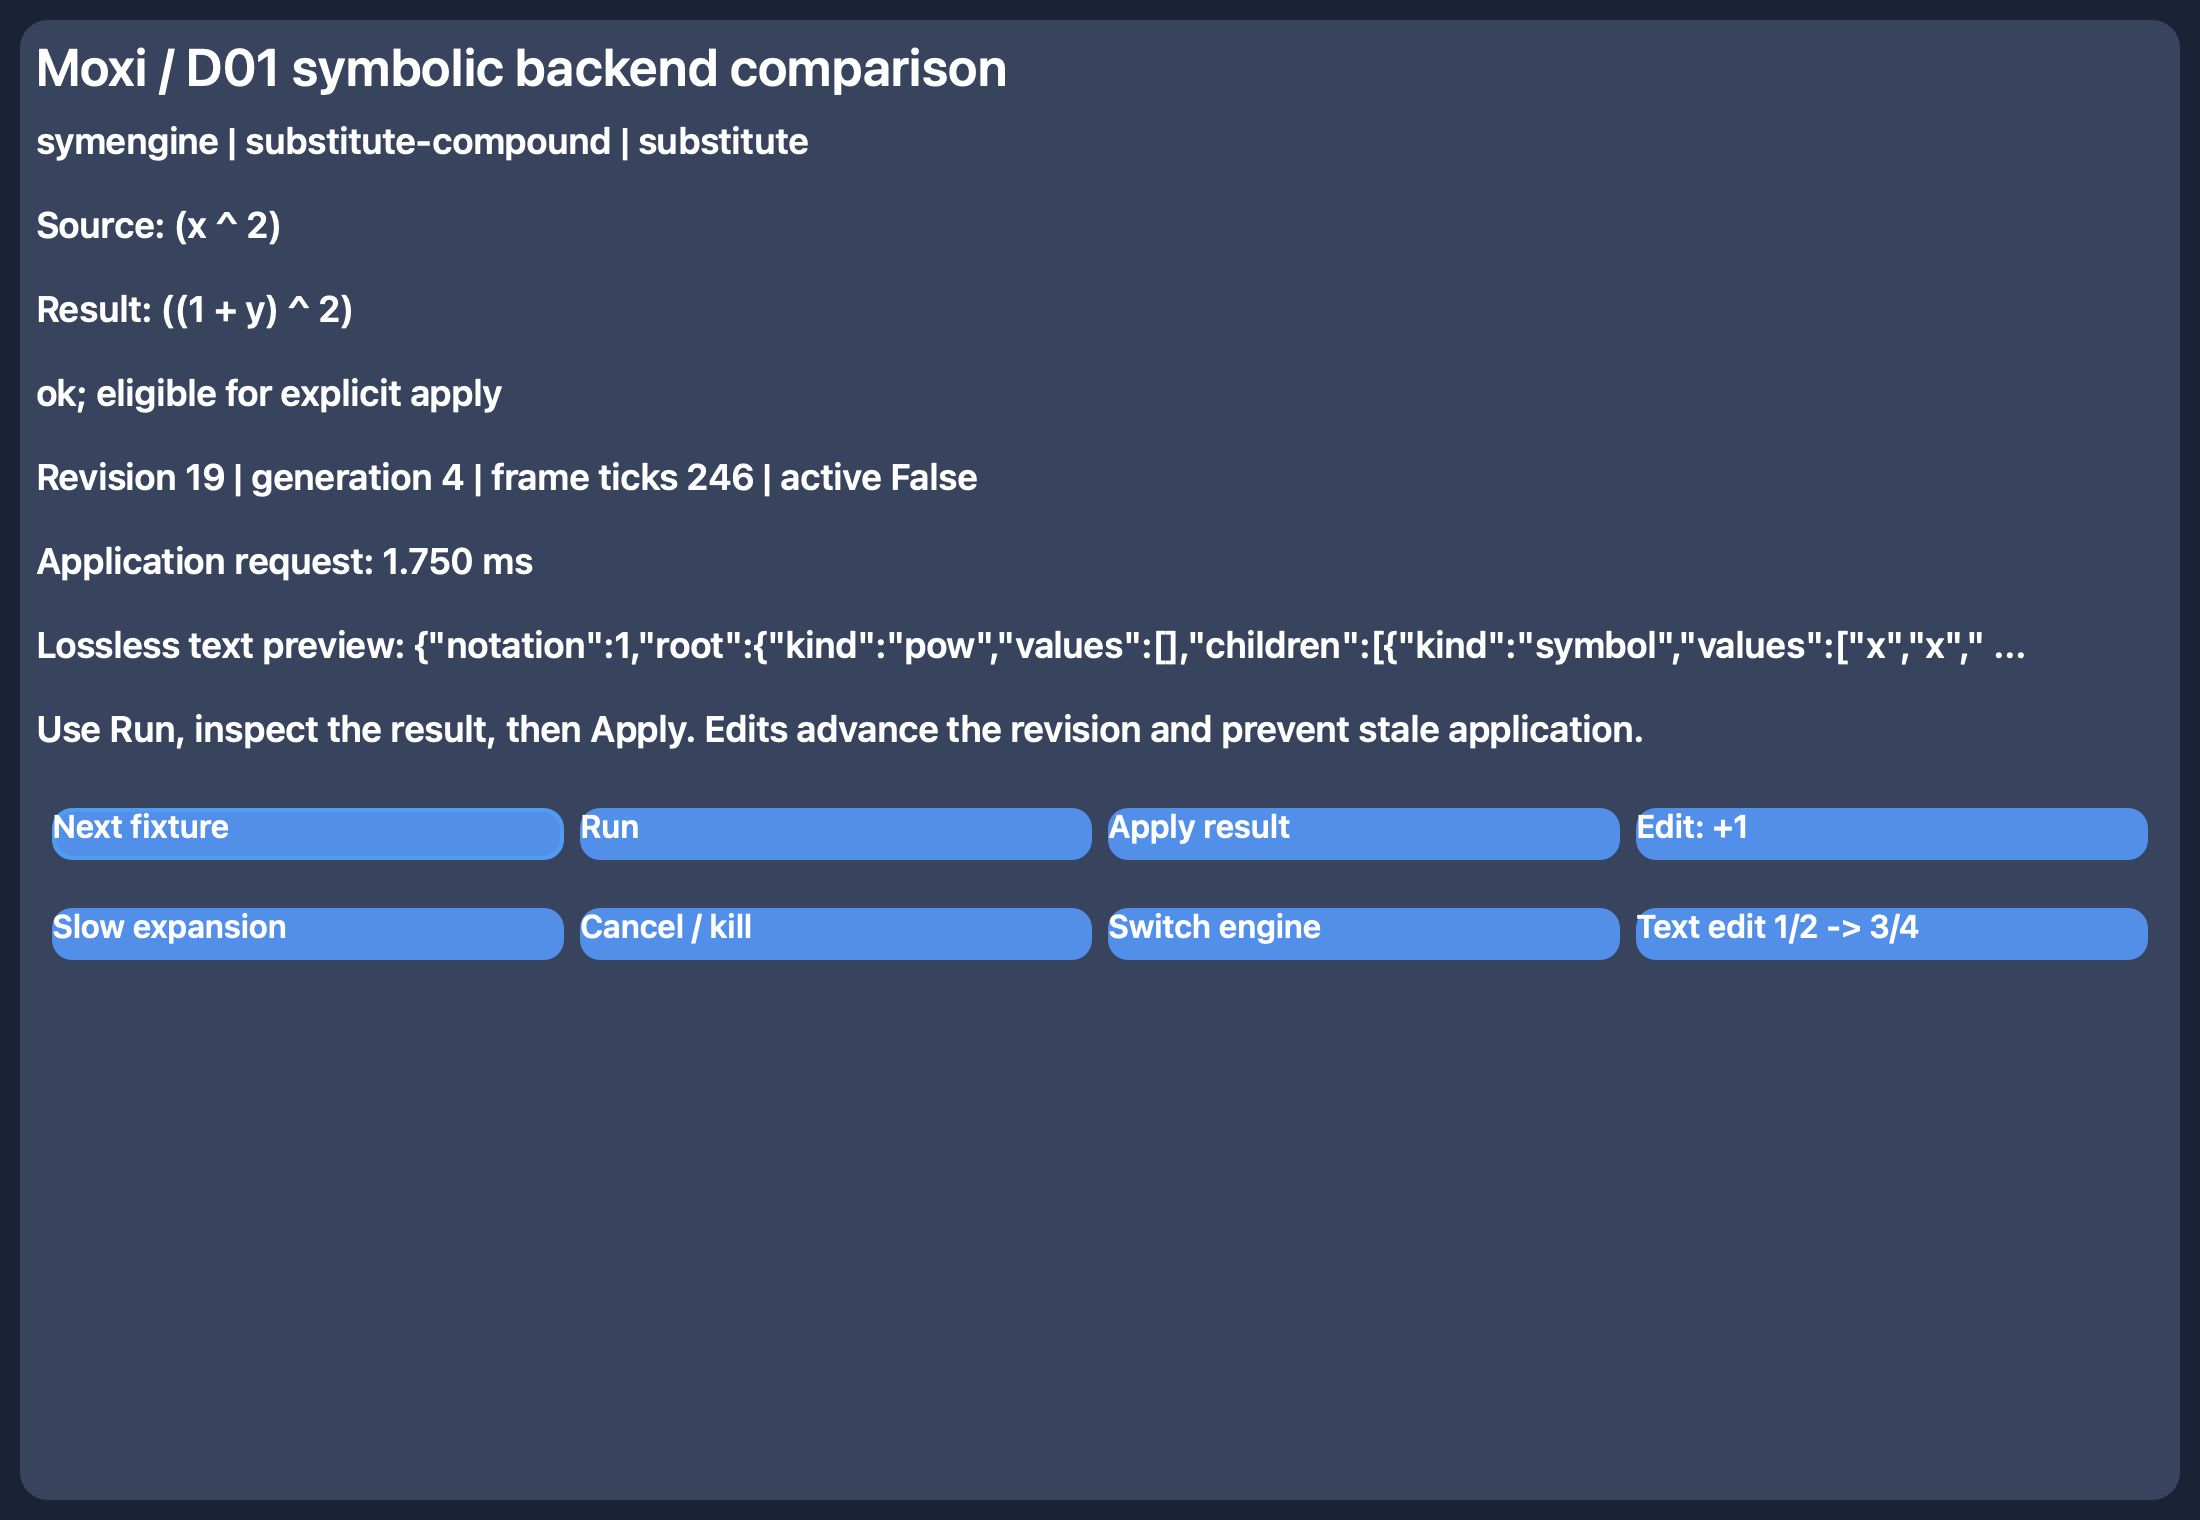 Moxi / D01 symbolic backend comparison
symengine | substitute-compound | substitute
Source: (x ^ 2)
Result: ((1 + y) ^ 2)
ok; eligible for explicit apply
Revision 19 | generation 4 | frame ticks 246 | active False
Application request: 1.750 ms
Lossless text preview: {"notation":1,"root":{"kind":"pow","values":[],"children":[{"kind":"symbol","values":["x","x"," ...
Use Run, inspect the result, then Apply. Edits advance the revision and prevent stale application.
Next fixture
Run
Apply result
Edit: +1
Slow expansion
Cancel / kill
Switch engine
Text edit 1/2 -> 3/4